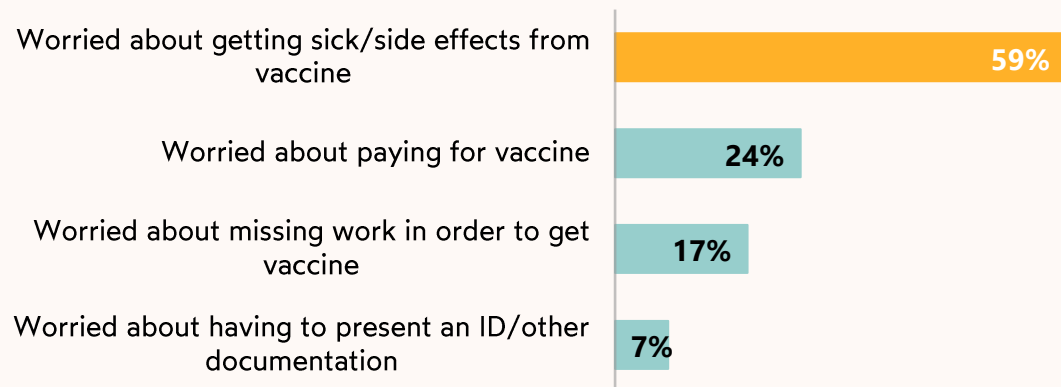 Worried about getting sick/side effects from
vaccine
59%
Worried about paying for vaccine
24%
Worried about missing work in order to get
vaccine
17%
Worried about having to present an ID/other
documentation
7%